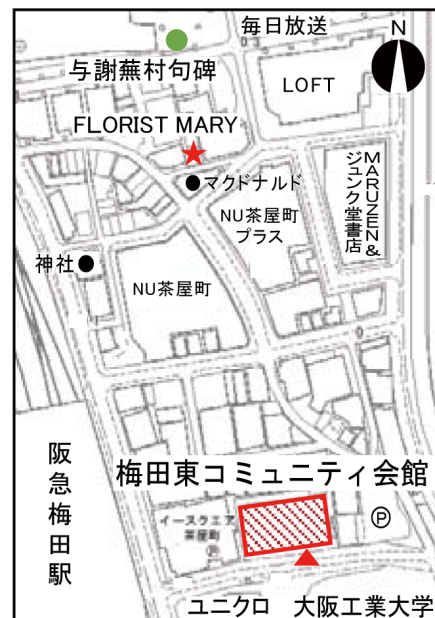 毎日放送
N
与謝蕪村句碑
LOFT
FLORIST MARY
マクドナルド
MARUZEN&
ジュンク堂書店
NU茶屋町
プラス
神社
NU茶屋町
阪急梅田駅
梅田東コミュニティ会館
イースクエア
茶屋町
P
P
ユニクロ
大阪工業大学